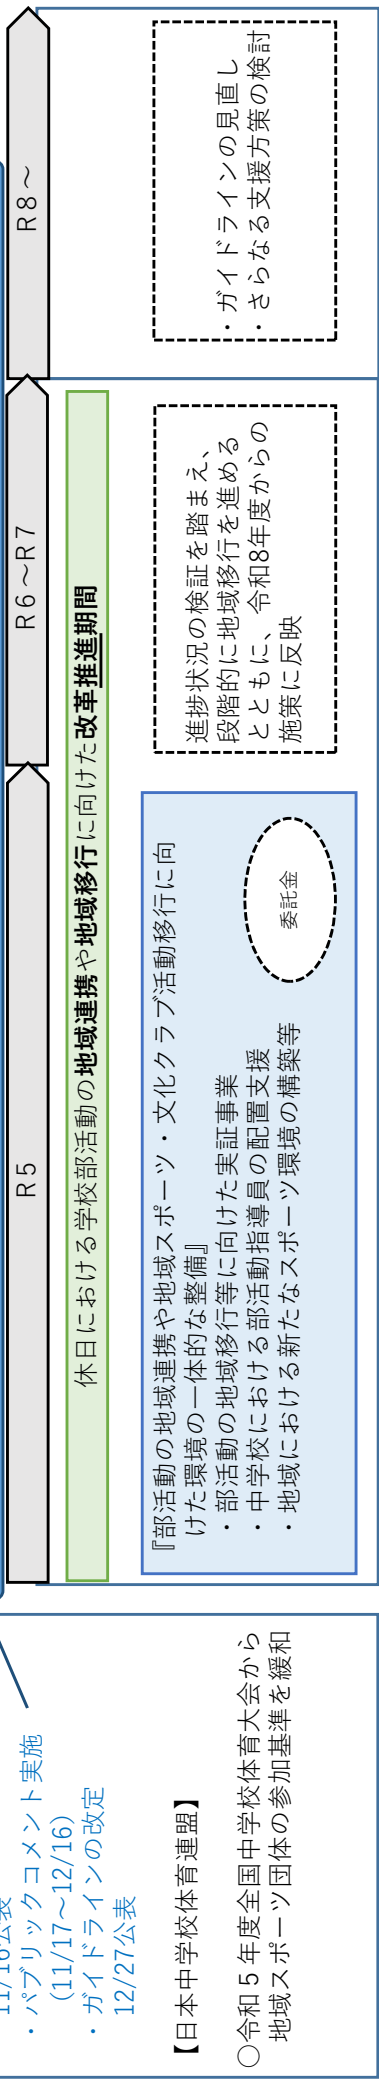 11/16公表
・パブリックコメント実施
(11/17～12/16)
・ガイドラインの改定
12/27公表
【日本中学校体育連盟】
○令和５年度全国中学校体育大会から
地域スポーツ団体の参加基準を緩和
R5
R6～R7
R8～
休日における学校部活動の地域連携や地域移行に向けた改革推進期間
『部活動の地域連携や地域スポーツ・文化クラブ活動移行に向
けた環境の一体的な整備』
・部活動の地域移行等に向けた実証事業
・中学校における部活動指導員の配置支援
・地域における新たなスポーツ環境の構築等
委託金
進捗状況の検証を踏まえ、
段階的に地域移行を進める
とともに、令和8年度からの
施策に反映
・ガイドラインの見直し
・さらなる支援方策の検討